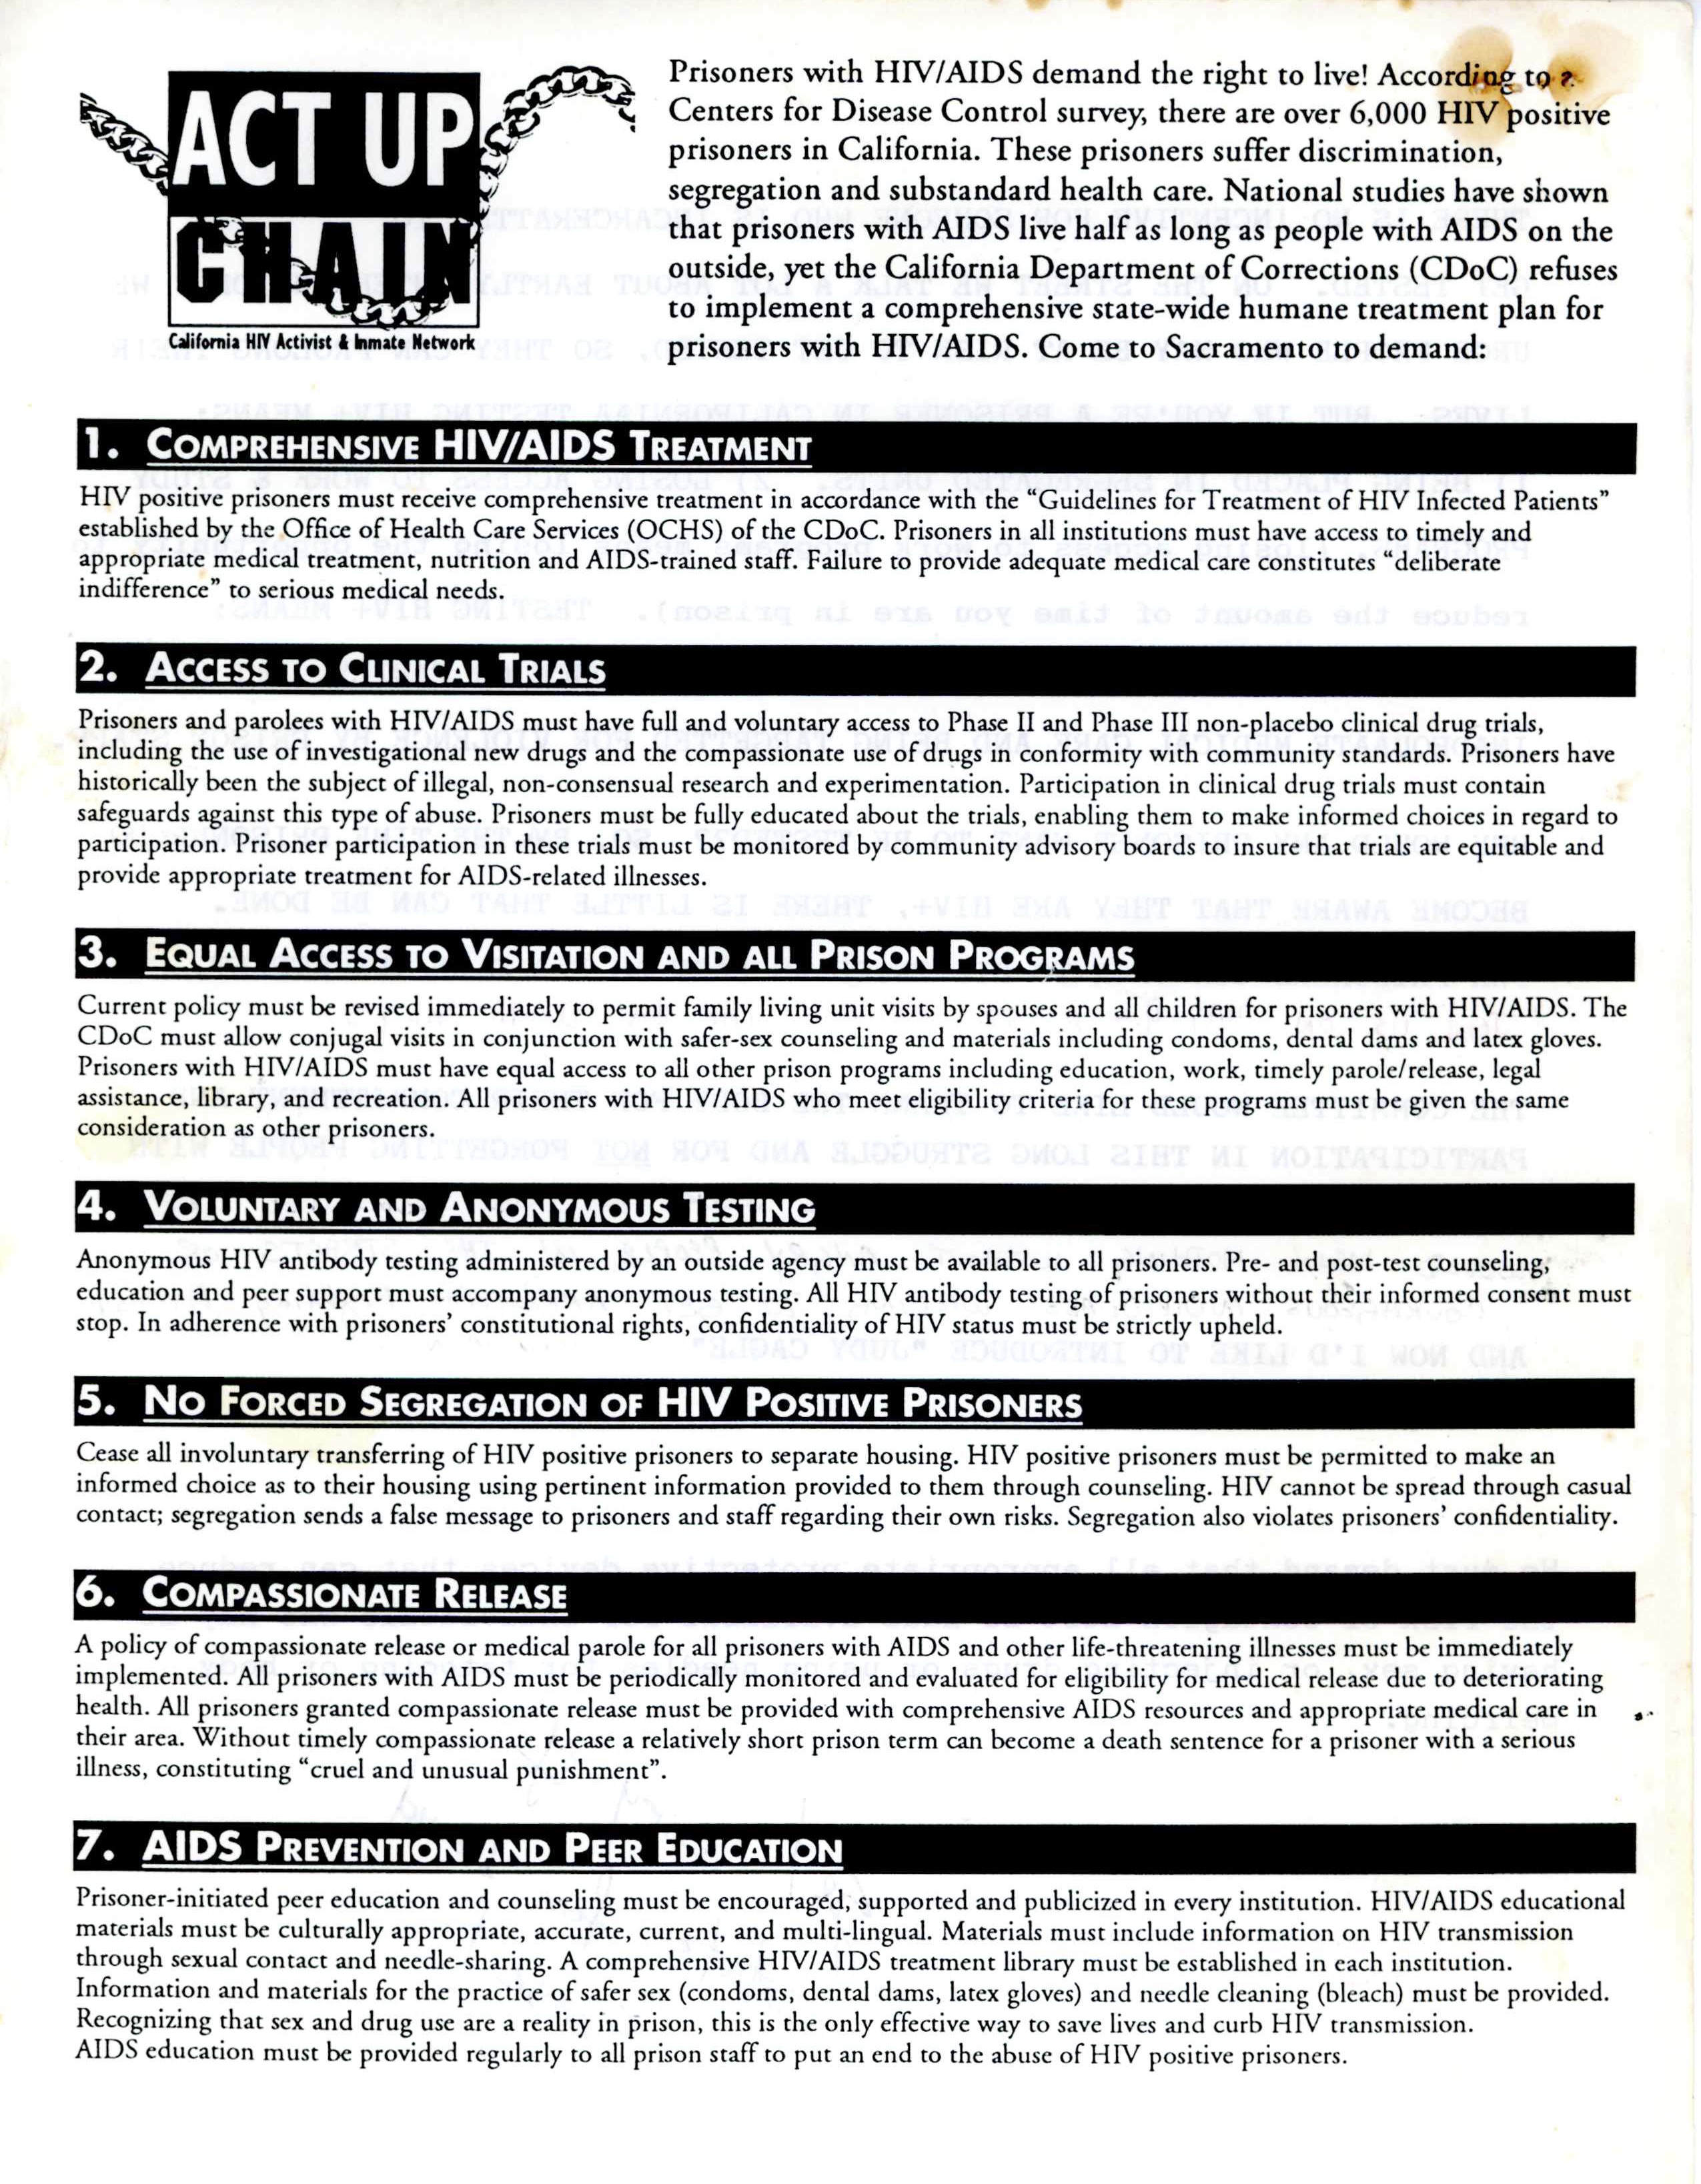 ACT UP
CHAIN
California HIV Activist & Inmate Network
Prisoners with HIV/AIDS demand the right to live! According to a
Centers for Disease Control survey, there are over 6,000 HIV positive
prisoners in California. These prisoners suffer discrimination,
segregation and substandard health care. National studies have shown
that prisoners with AIDS live half as long as people with AIDS on the
outside, yet the California Department of Corrections (CDoC) refuses
to implement a comprehensive state-wide humane treatment plan for
prisoners with HIV/AIDS. Come to Sacramento to demand:
1. COMPREHENSIVE HIV/AIDS TREATMENT
HIV positive prisoners must receive comprehensive treatment in accordance with the “Guidelines for Treatment of HIV Infected Patients”
established by the Office of Health Care Services (OCHS) of the CDoC. Prisoners in all institutions must have access to timely and
appropriate medical treatment, nutrition and AIDS-trained staff. Failure to provide adequate medical care constitutes “deliberate
indifference” to serious medical needs.
2. ACCESS TO CLINICAL TRIALS
Prisoners and parolees with HIV/AIDS must have full and voluntary access to Phase II and Phase III non-placebo clinical drug trials,
including the use of investigational new drugs and the compassionate use of drugs in conformity with community standards. Prisoners have
historically been the subject of illegal, non-consensual research and experimentation. Participation in clinical drug trials must contain
safeguards against this type of abuse. Prisoners must be fully educated about the trials, enabling them to make informed choices in regard to
participation. Prisoner participation in these trials must be monitored by community advisory boards to insure that trials are equitable and
provide appropriate treatment for AIDS-related illnesses.
3. EQUAL ACCESS TO VISITATION AND ALL PRISON PROGRAMS
Current policy must be revised immediately to permit family living unit visits by spouses and all children for prisoners with HIV/AIDS. The
CDoC must allow conjugal visits in conjunction with safer-sex counseling and materials including condoms, dental dams and latex gloves.
Prisoners with HIV/AIDS must have equal access to all other prison programs including education, work, timely parole/release, legal
assistance, library, and recreation. All prisoners with HIV/AIDS who meet eligibility criteria for these programs must be given the same
consideration as other prisoners.
4. VOLUNTARY AND ANONYMOUS TESTING
Anonymous HIV antibody testing administered by an outside agency must be available to all prisoners. Pre- and post-test counseling,
education and peer support must accompany anonymous testing. All HIV antibody testing of prisoners without their informed consent must
stop. In adherence with prisoners’ constitutional rights, confidentiality of HIV status must be strictly upheld.
5. NO FORCED SEGREGATION OF HIV POSITIVE PRISONERS
Cease all involuntary transferring of HIV positive prisoners to separate housing. HIV positive prisoners must be permitted to make an
informed choice as to their housing using pertinent information provided to them through counseling. HIV cannot be spread through casual
contact; segregation sends a false message to prisoners and staff regarding their own risks. Segregation also violates prisoners’ confidentiality.
6. COMPASSIONATE RELEASE
A policy of compassionate release or medical parole for all prisoners with AIDS and other life-threatening illnesses must be immediately
implemented. All prisoners with AIDS must be periodically monitored and evaluated for eligibility for medical release due to deteriorating
health. All prisoners granted compassionate release must be provided with comprehensive AIDS resources and appropriate medical care in
their area. Without timely compassionate release a relatively short prison term can become a death sentence for a prisoner with a serious
illness, constituting “cruel and unusual punishment”.
7. AIDS PREVENTION AND PEER EDUCATION
Prisoner-initiated peer education and counseling must be encouraged, supported and publicized in every institution. HIV/AIDS educational
materials must be culturally appropriate, accurate, current, and multi-lingual. Materials must include information on HIV transmission
through sexual contact and needle-sharing. A comprehensive HIV/AIDS treatment library must be established in each institution.
Information and materials for the practice of safer sex (condoms, dental dams, latex gloves) and needle cleaning (bleach) must be provided.
Recognizing that sex and drug use are a reality in prison, this is the only effective way to save lives and curb HIV transmission.
AIDS education must be provided regularly to all prison staff to put an end to the abuse of HIV positive prisoners.